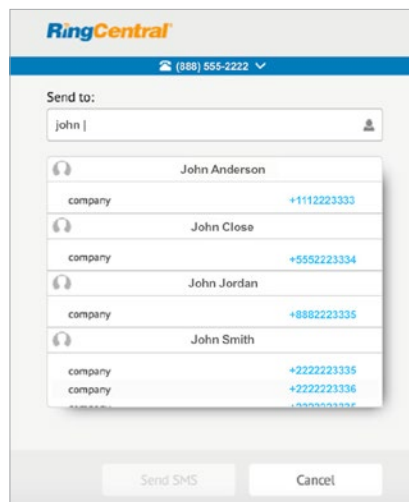 RingCentral
(888) 555-2222
Send to:
john
John Anderson
company +1112223333
John Close
company +5552223334
John Jordan
company +8882223335
John Smith
company +2222223335
company +2222223336
Send SMS Cancel